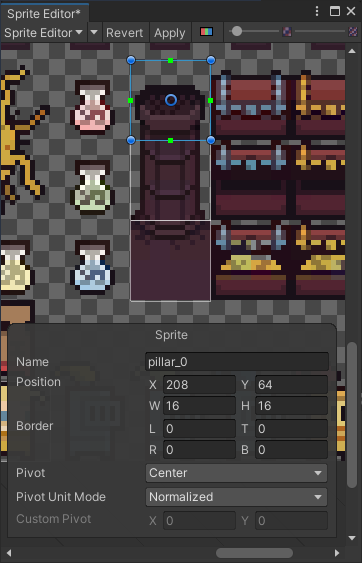 Sprite Editor*
Sprite Editor Revert Apply
Sprite
Name pillar_0
Position X 208 Y 64
W 16 H 16
Border L 0 T 0
R 0 B 0
Pivot Center
Pivot Unit Mode Normalized
Custom Pivot X 0 Y 0